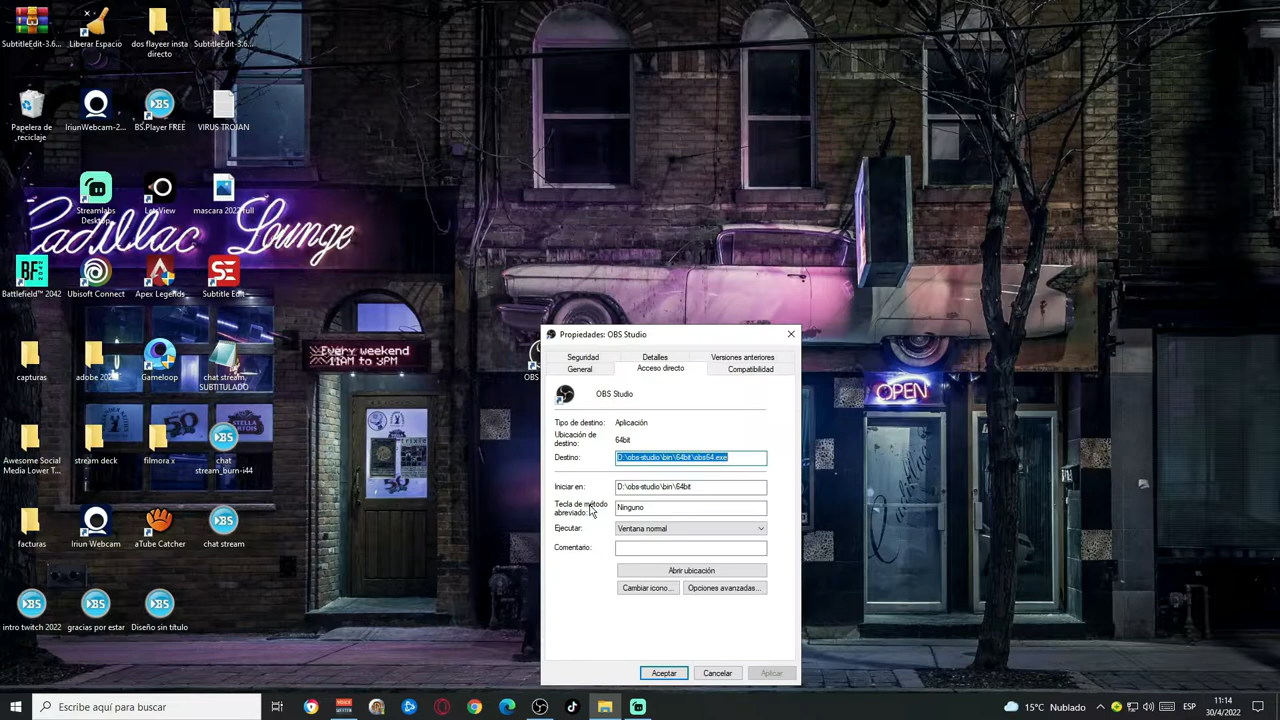 SubtitleEdit-3.6...
Liberar Espacio
dos flayeer insta
directo
SubtitleEdit-3.6...
Papelera de
reciclaje
IriunWebcam-2...
BS.Player FREE
VIRUS TROJAN
Streamlabs
Desktop
LetsView
mascara 2022 full
Cadillac Lounge
Battlefield™ 2042
Ubisoft Connect
Apex Legends
Subtitle Edit
Every weekend
11AM to 3PM
OPEN
capturas
Gameloop
chat stream,
SUBTITULADO
Awesome Social
Media Lower T...
stream deck
filmora x
chat
stream_burn-i44
facturas
Iriun Webcam
aTube Catcher
chat stream
intro twitch 2022
gracias por estar
Diseño sin título
OBS
Propiedades: OBS Studio
Seguridad
Detalles
Versiones anteriores
General
Acceso directo
Compatibilidad
OBS Studio
Tipo de destino: Aplicación
Ubicación de
destino: 64bit
Destino: D:\obs-studio\bin\64bit\obs64.exe
Iniciar en: D:\obs-studio\bin\64bit
Tecla de método
abreviado: Ninguno
Ejecutar: Ventana normal
Comentario:
Abrir ubicación
Cambiar icono...
Opciones avanzadas...
Aceptar
Cancelar
Aplicar
Escribe aquí para buscar
15°C Nublado
ESP
11:14
30/4/2022